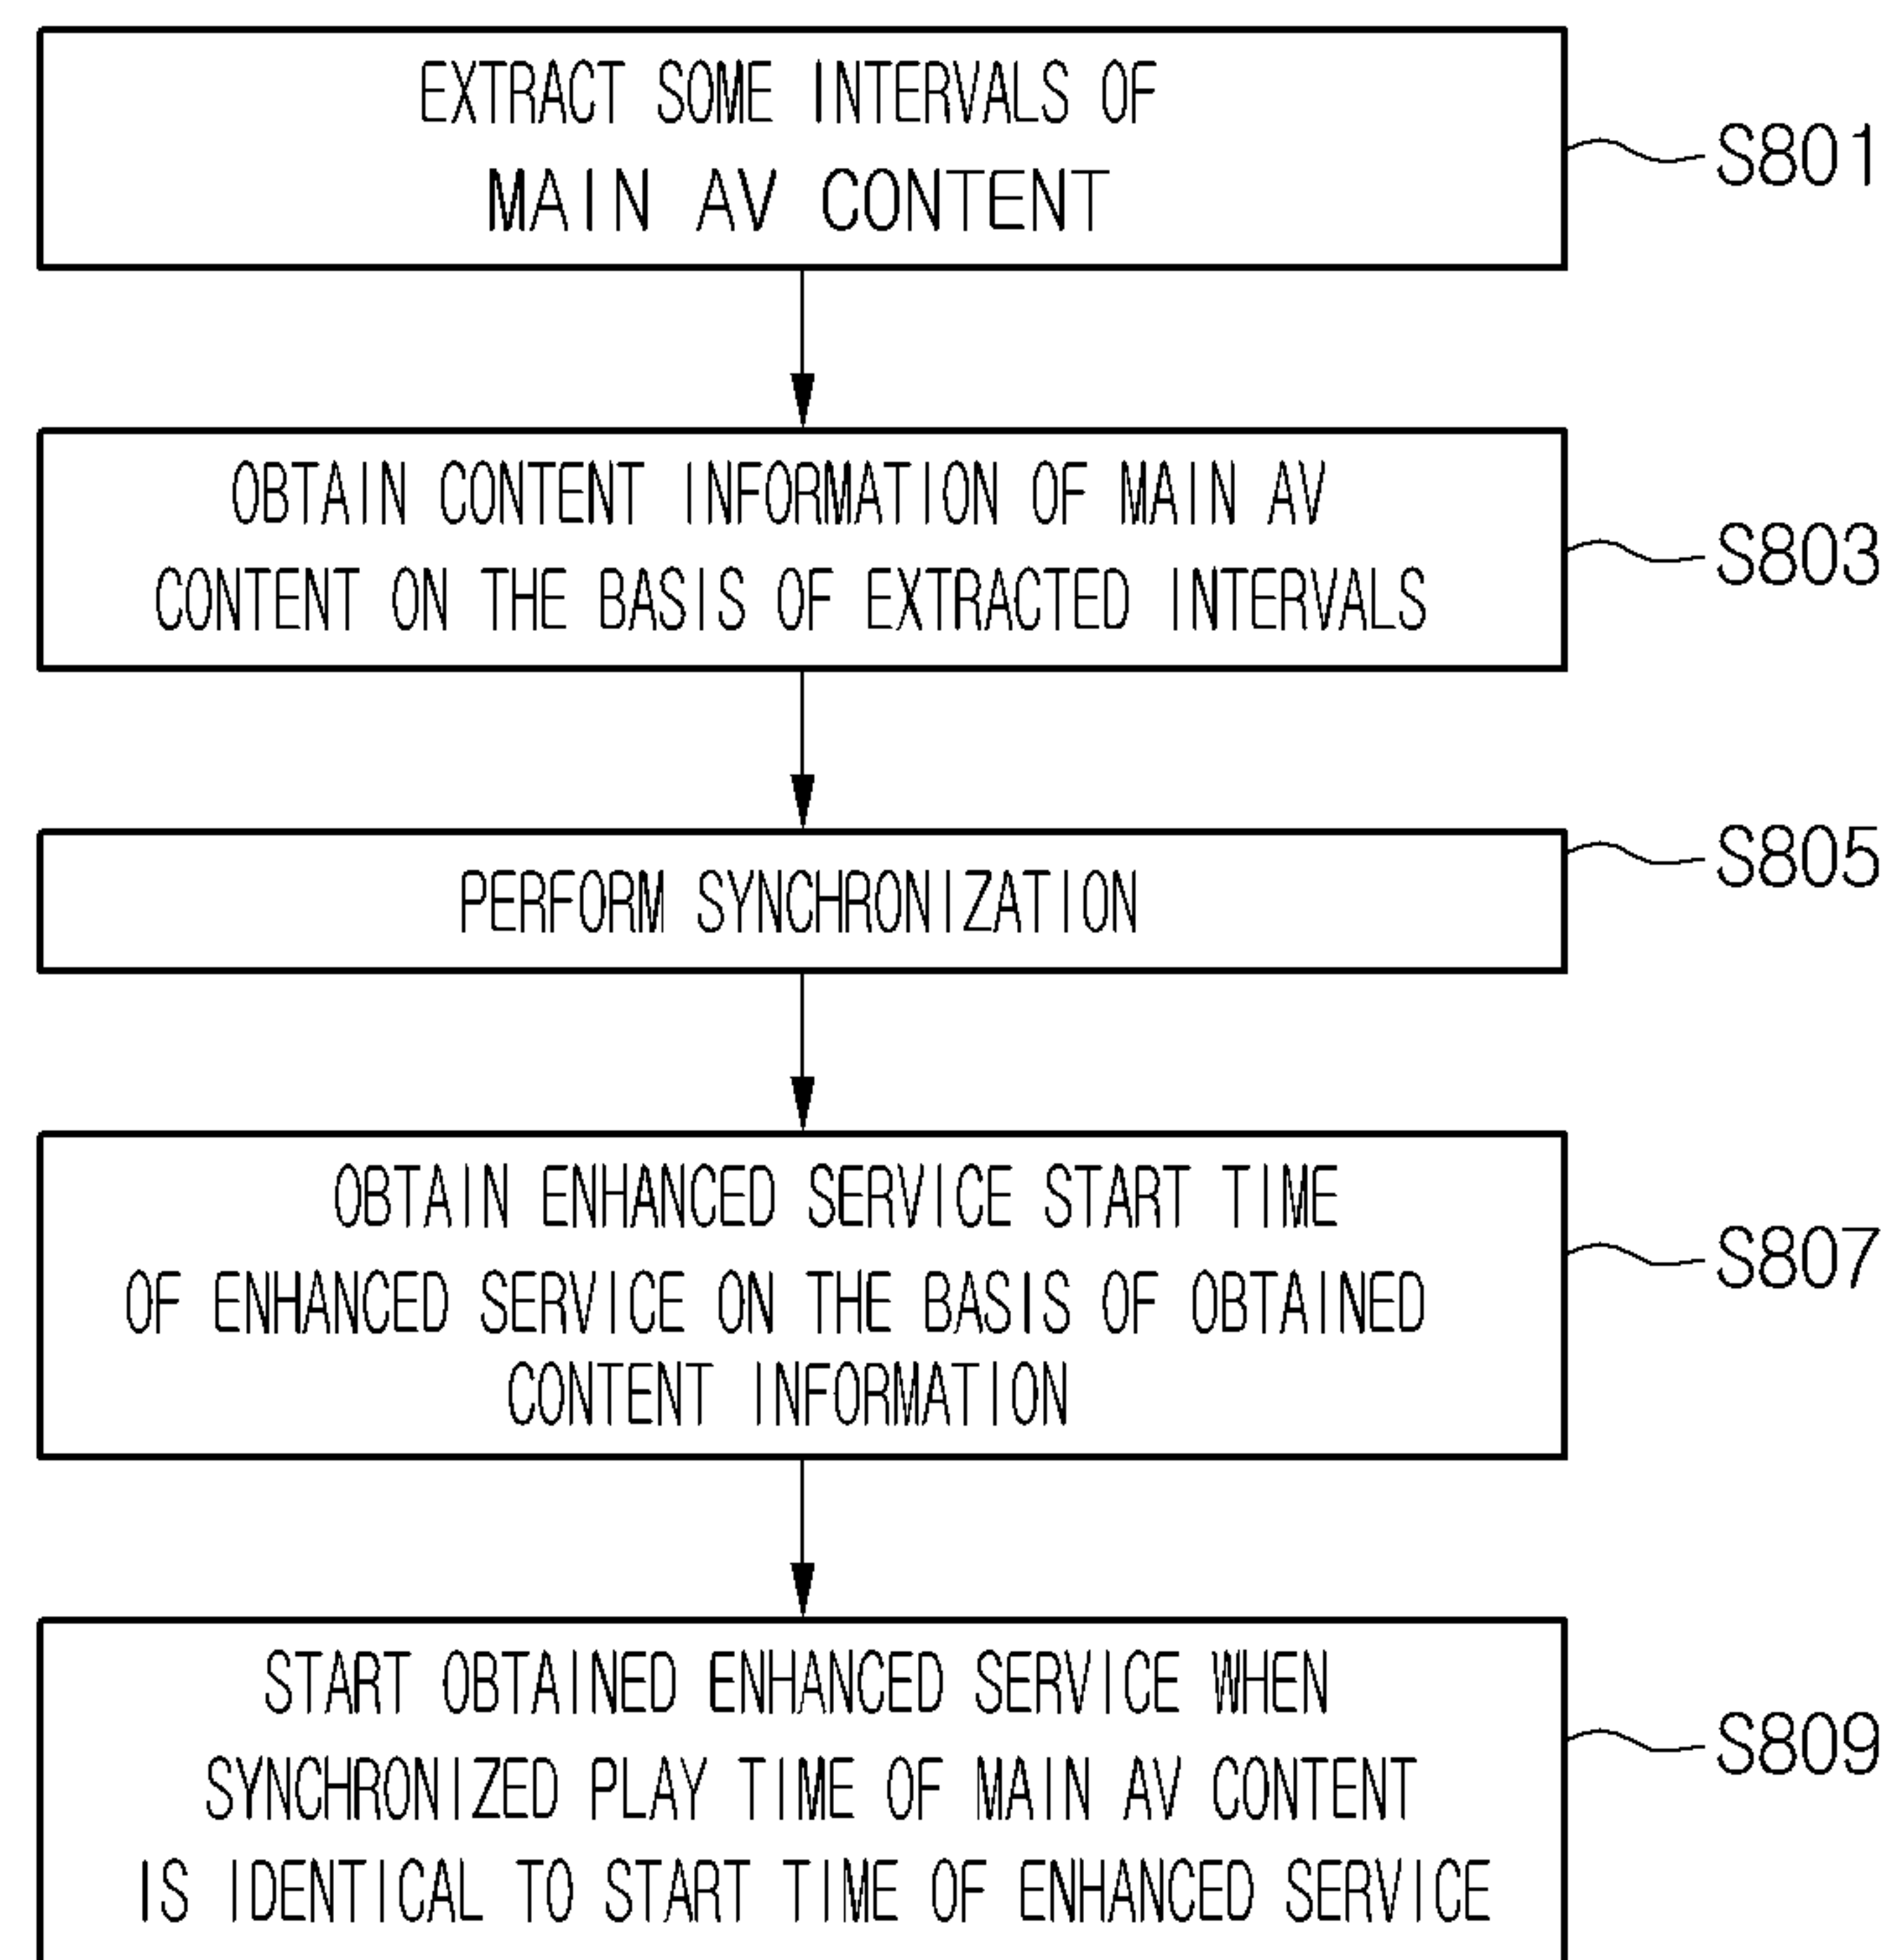 EXTRACT SOME INTERVALS OF
MAIN AV CONTENT
S801
OBTAIN CONTENT INFORMATION OF MAIN AV
CONTENT ON THE BASIS OF EXTRACTED INTERVALS
S803
PERFORM SYNCHRONIZATION
S805
OBTAIN ENHANCED SERVICE START TIME
OF ENHANCED SERVICE ON THE BASIS OF OBTAINED
CONTENT INFORMATION
S807
START OBTAINED ENHANCED SERVICE WHEN
SYNCHRONIZED PLAY TIME OF MAIN AV CONTENT
IS IDENTICAL TO START TIME OF ENHANCED SERVICE
S809